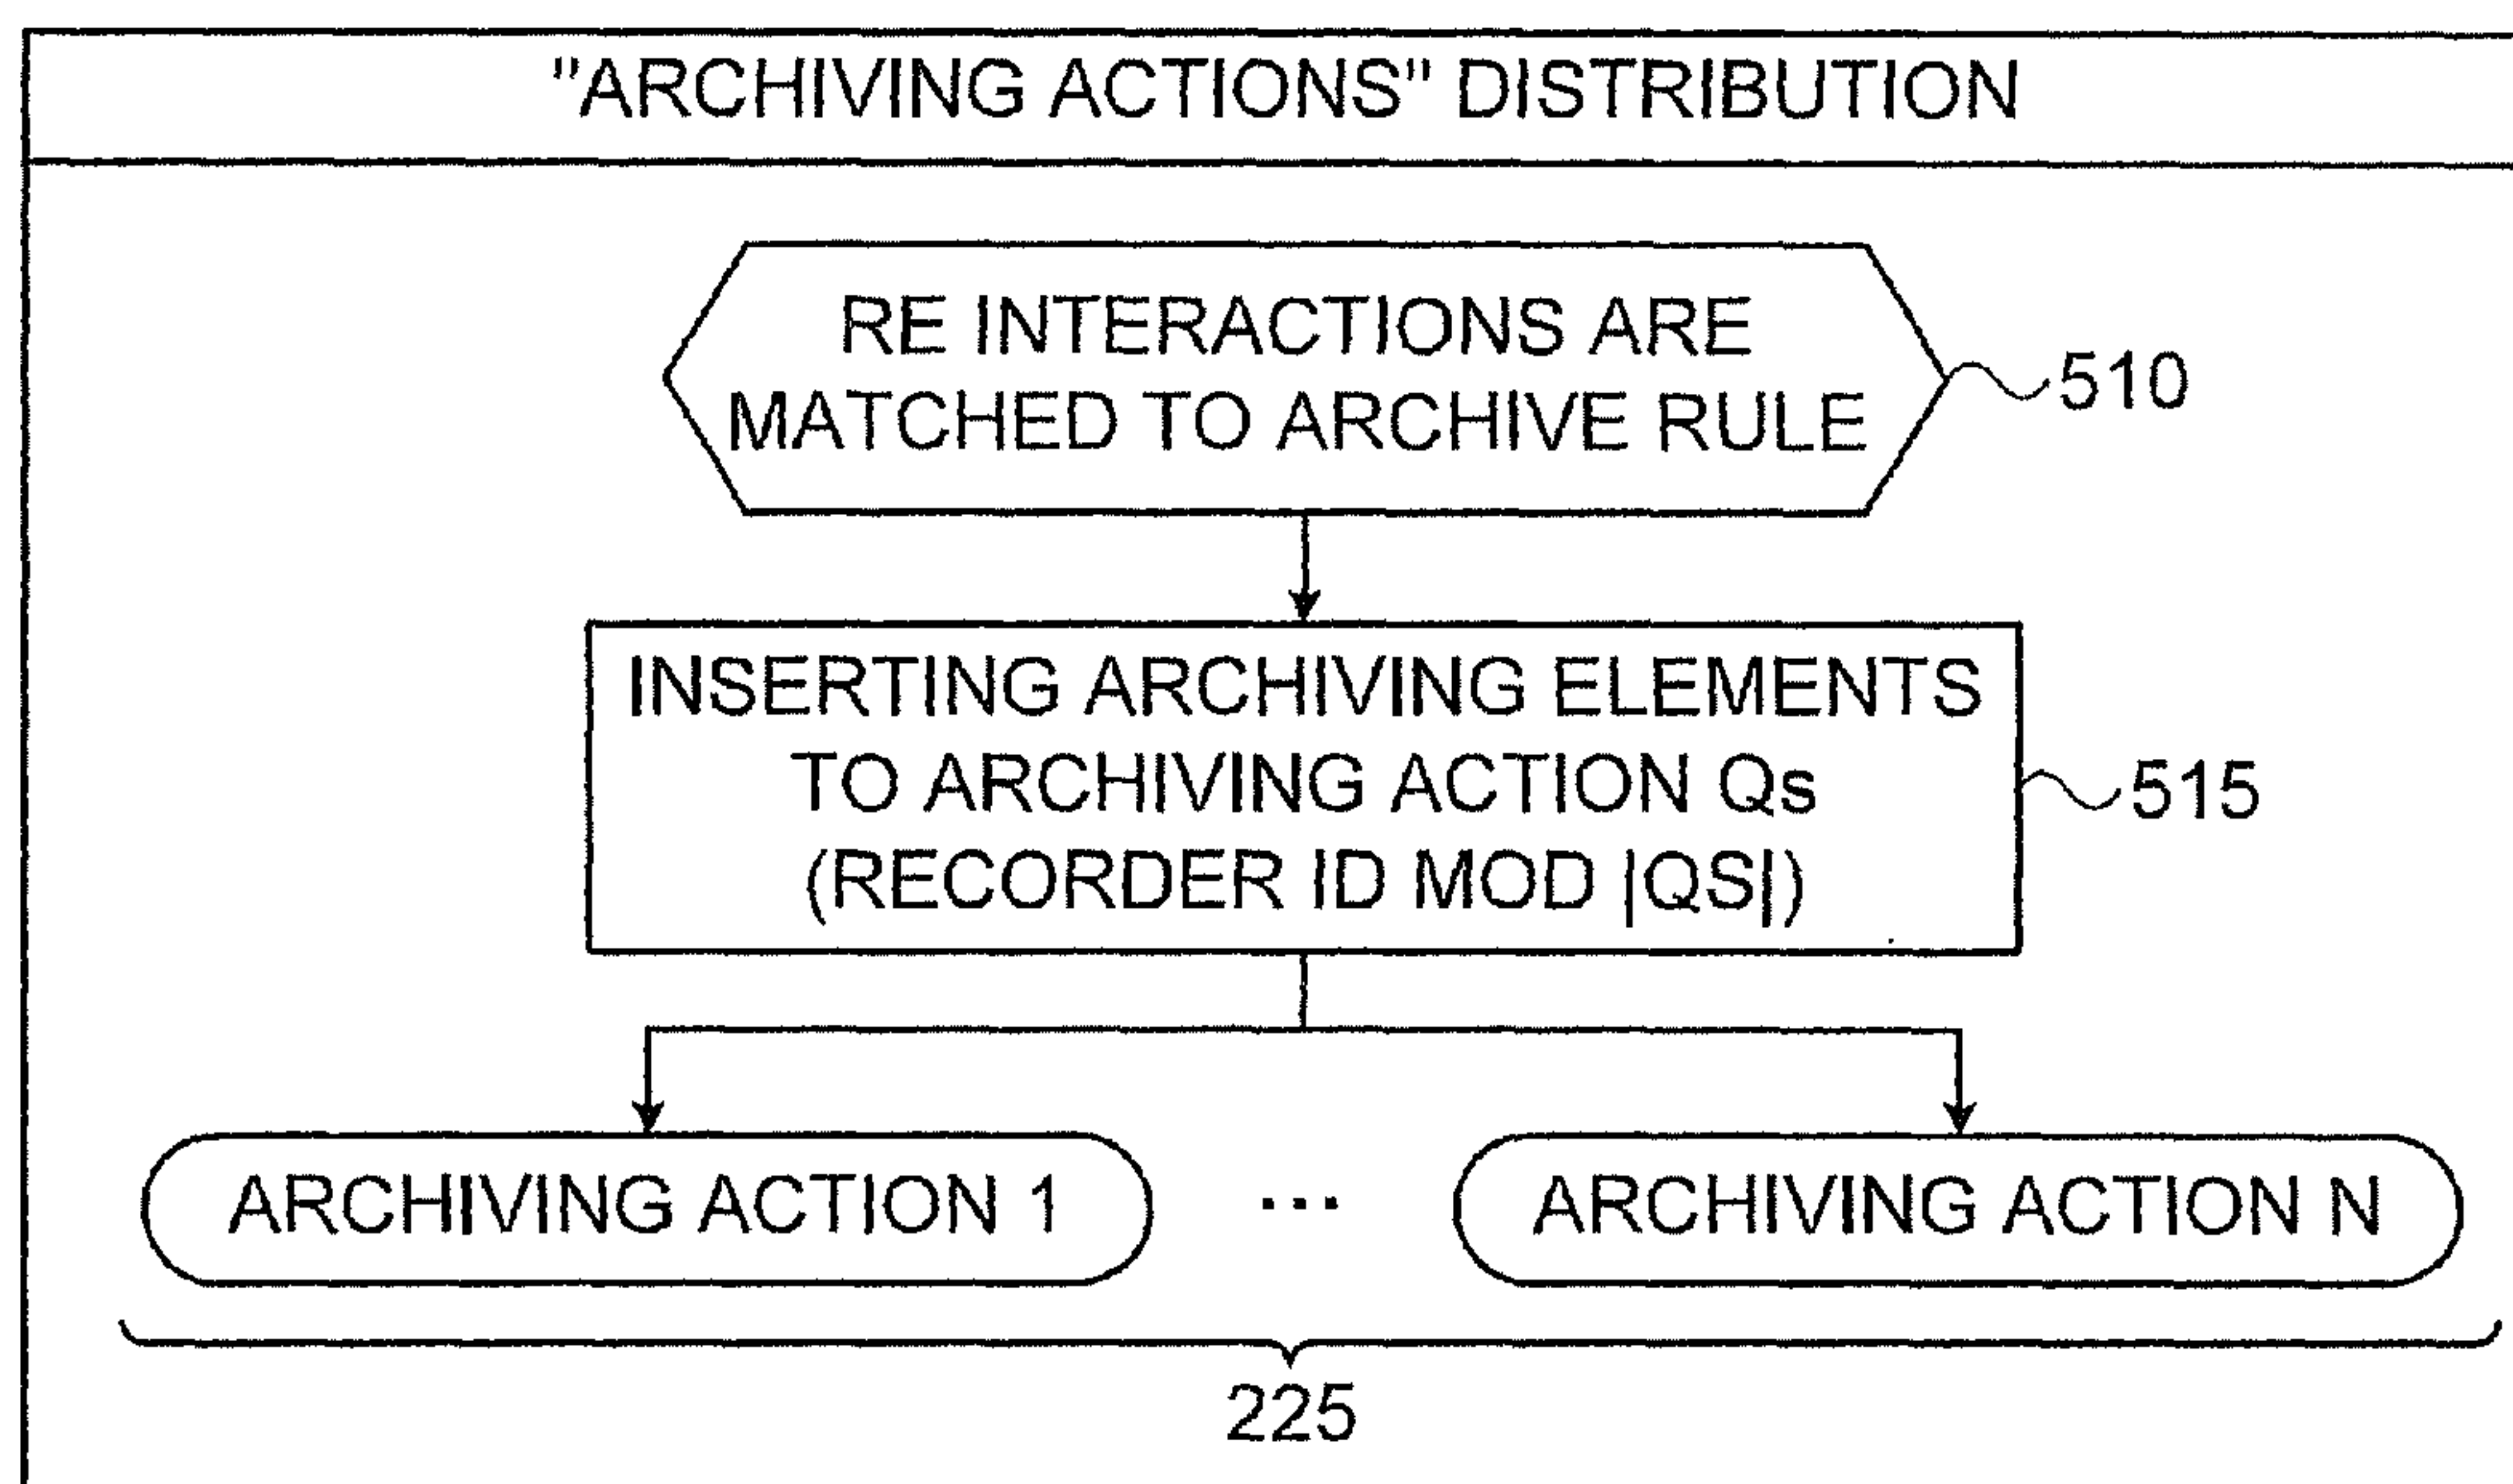 "ARCHIVING ACTIONS" DISTRIBUTION
RE INTERACTIONS ARE
MATCHED TO ARCHIVE RULE
510
INSERTING ARCHIVING ELEMENTS
TO ARCHIVING ACTION Qs
(RECORDER ID MOD |QS|)
515
ARCHIVING ACTION 1
...
ARCHIVING ACTION N
225